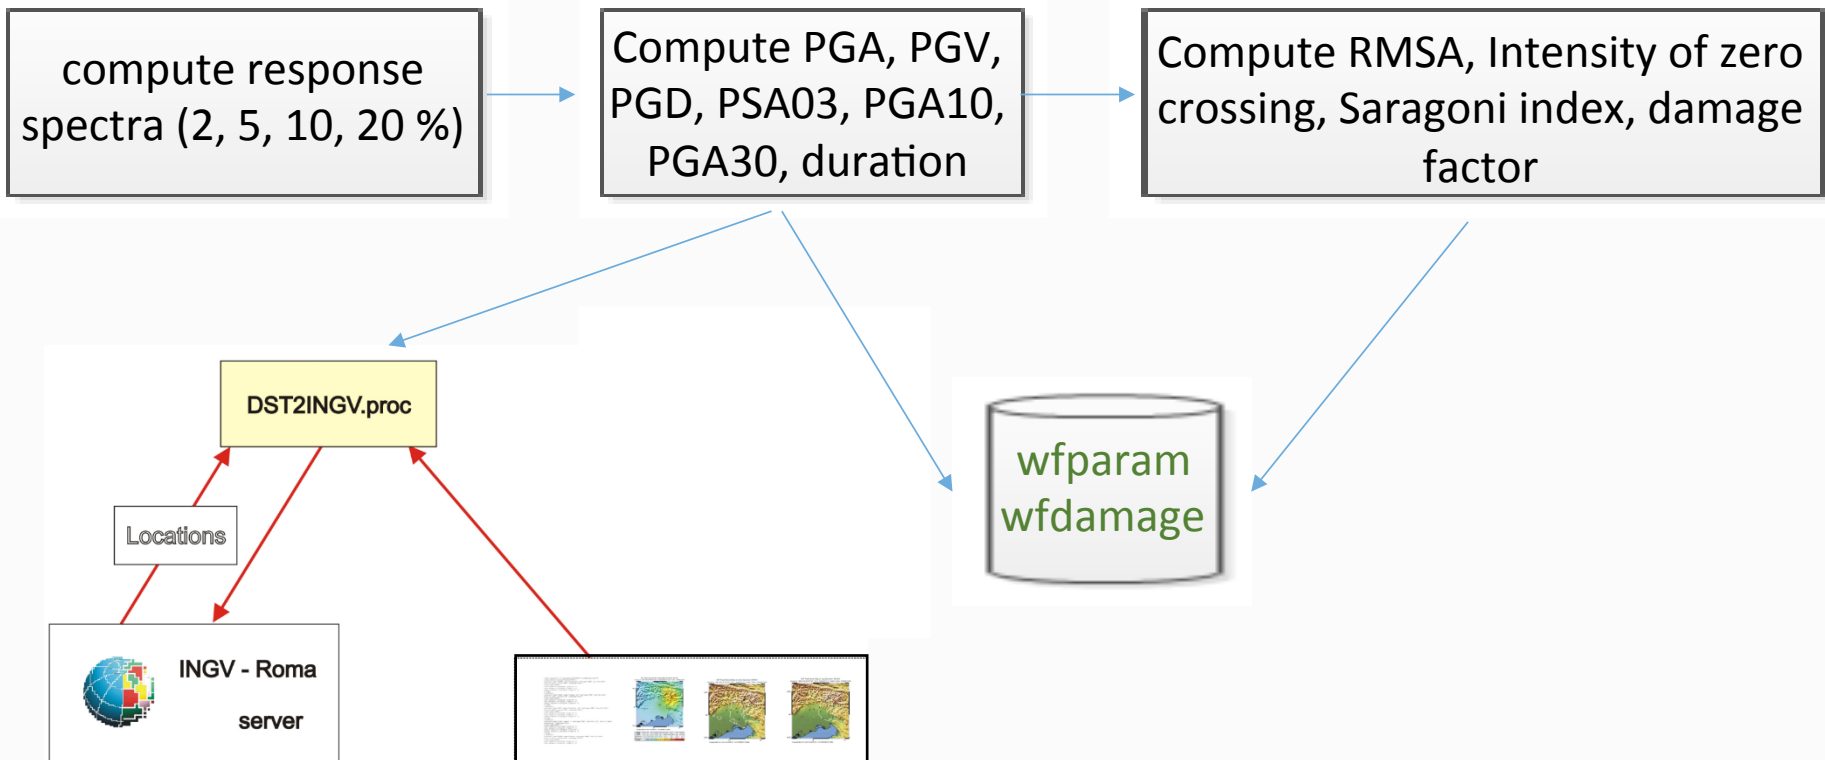 compute response
spectra (2, 5, 10, 20 %)
Compute PGA, PGV,
PGD, PSA03, PGA10,
PGA30, duration
Compute RMSA, Intensity of zero
crossing, Saragoni index, damage
factor
DST2INGV.proc
Locations
wfparam
wfdamage
INGV - Roma
server